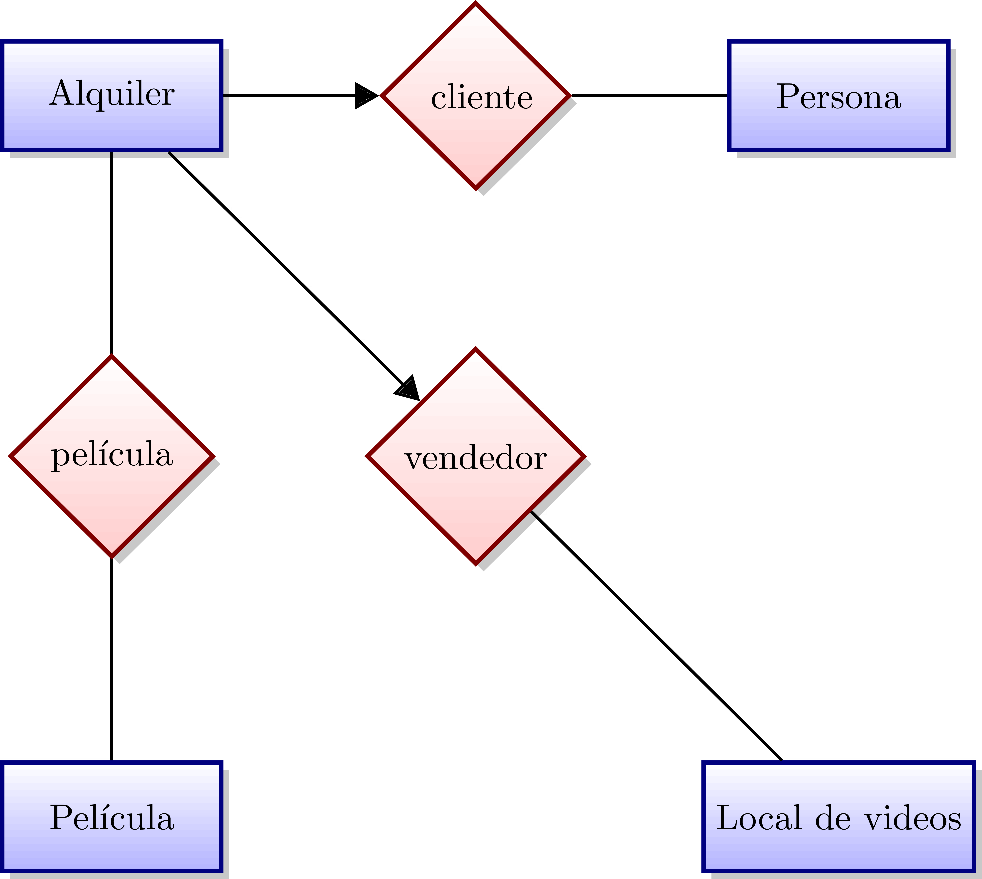 Alquiler
cliente
Persona
película
vendedor
Película
Local de videos